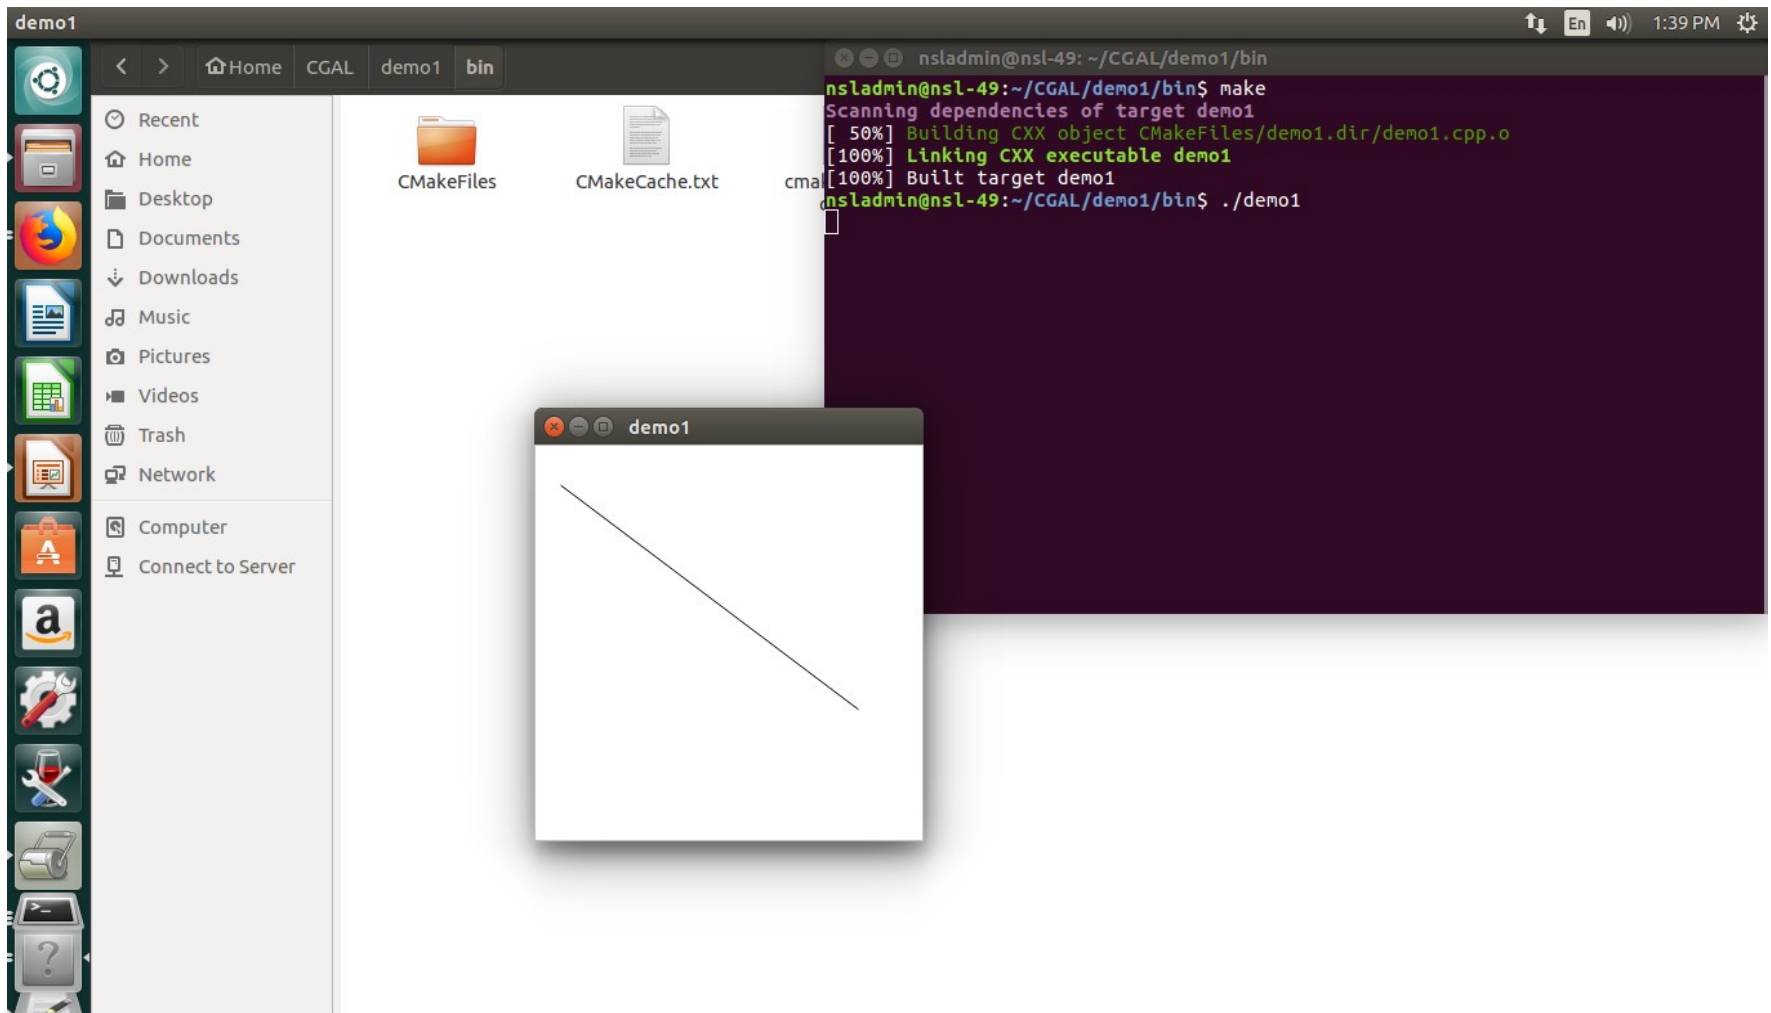 demo1
En
1:39 PM
Home
CGAL
demo1
bin
Recent
Home
Desktop
Documents
Downloads
Music
Pictures
Videos
Trash
Network
Computer
Connect to Server
CMakeFiles
CMakeCache.txt
cma
nsladmin@nsl-49: ~/CGAL/demo1/bin
nsladmin@nsl-49:~/CGAL/demo1/bin$ make
Scanning dependencies of target demo1
[ 50%] Building CXX object CMakeFiles/demo1.dir/demo1.cpp.o
[100%] Linking CXX executable demo1
[100%] Built target demo1
nsladmin@nsl-49:~/CGAL/demo1/bin$ ./demo1
demo1
a